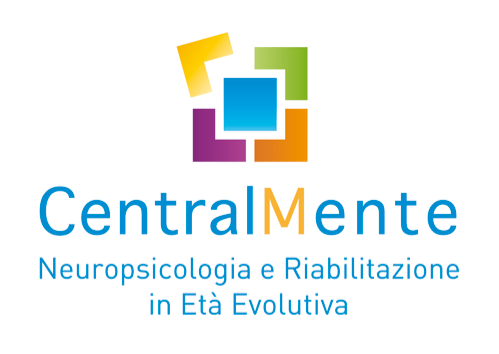 CentralMente
Neuropsicologia e Riabilitazione
in Età Evolutiva